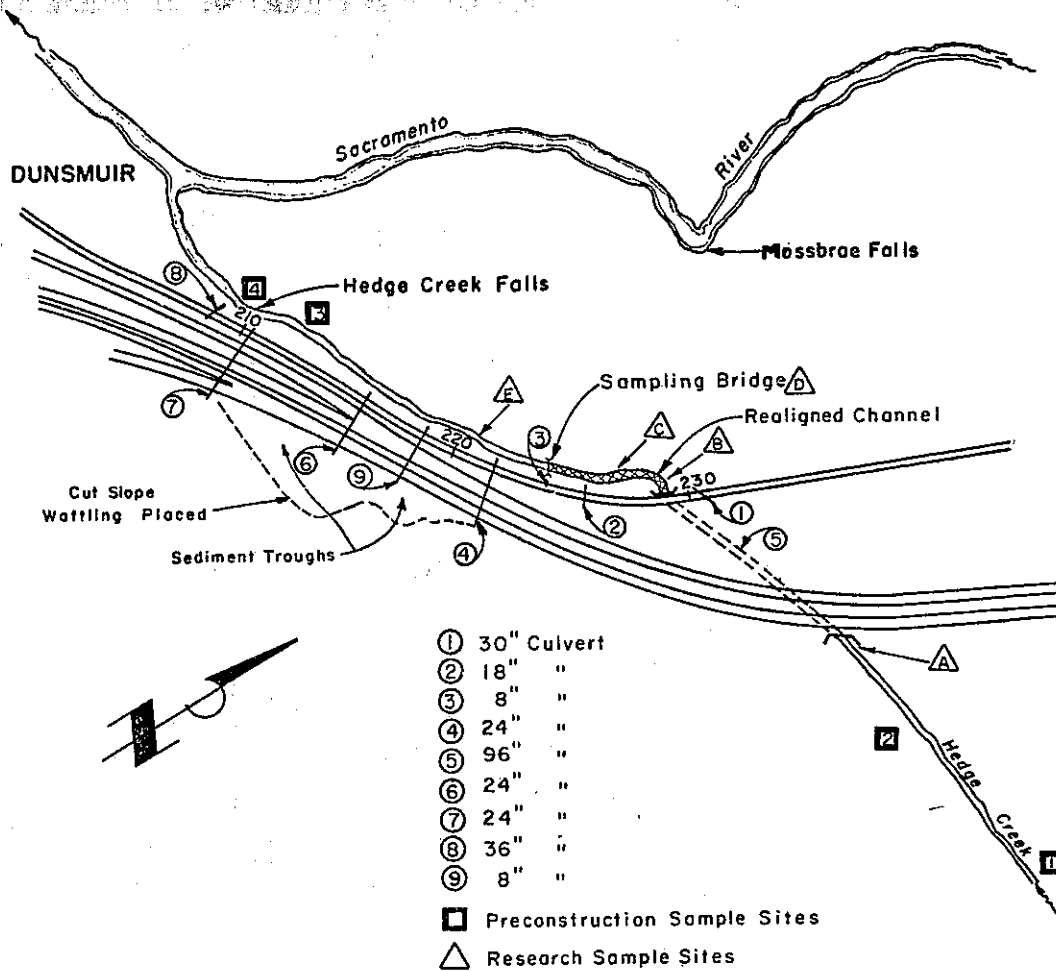 Sacramento
River
DUNSMUIR
Mossbrae Falls
8
4
Hedge Creek Falls
3
210
7
6
9
220
E
3
Sampling Bridge D
C
Realigned Channel
B
230
1
2
5
4
Cut Slope
Wattling Placed
Sediment Troughs
A
2
Hedge
Creek
1
1 30" Culvert
2 18" "
3 8" "
4 24" "
5 96" "
6 24" "
7 24" "
8 36" "
9 8" "
Preconstruction Sample Sites
Research Sample Sites